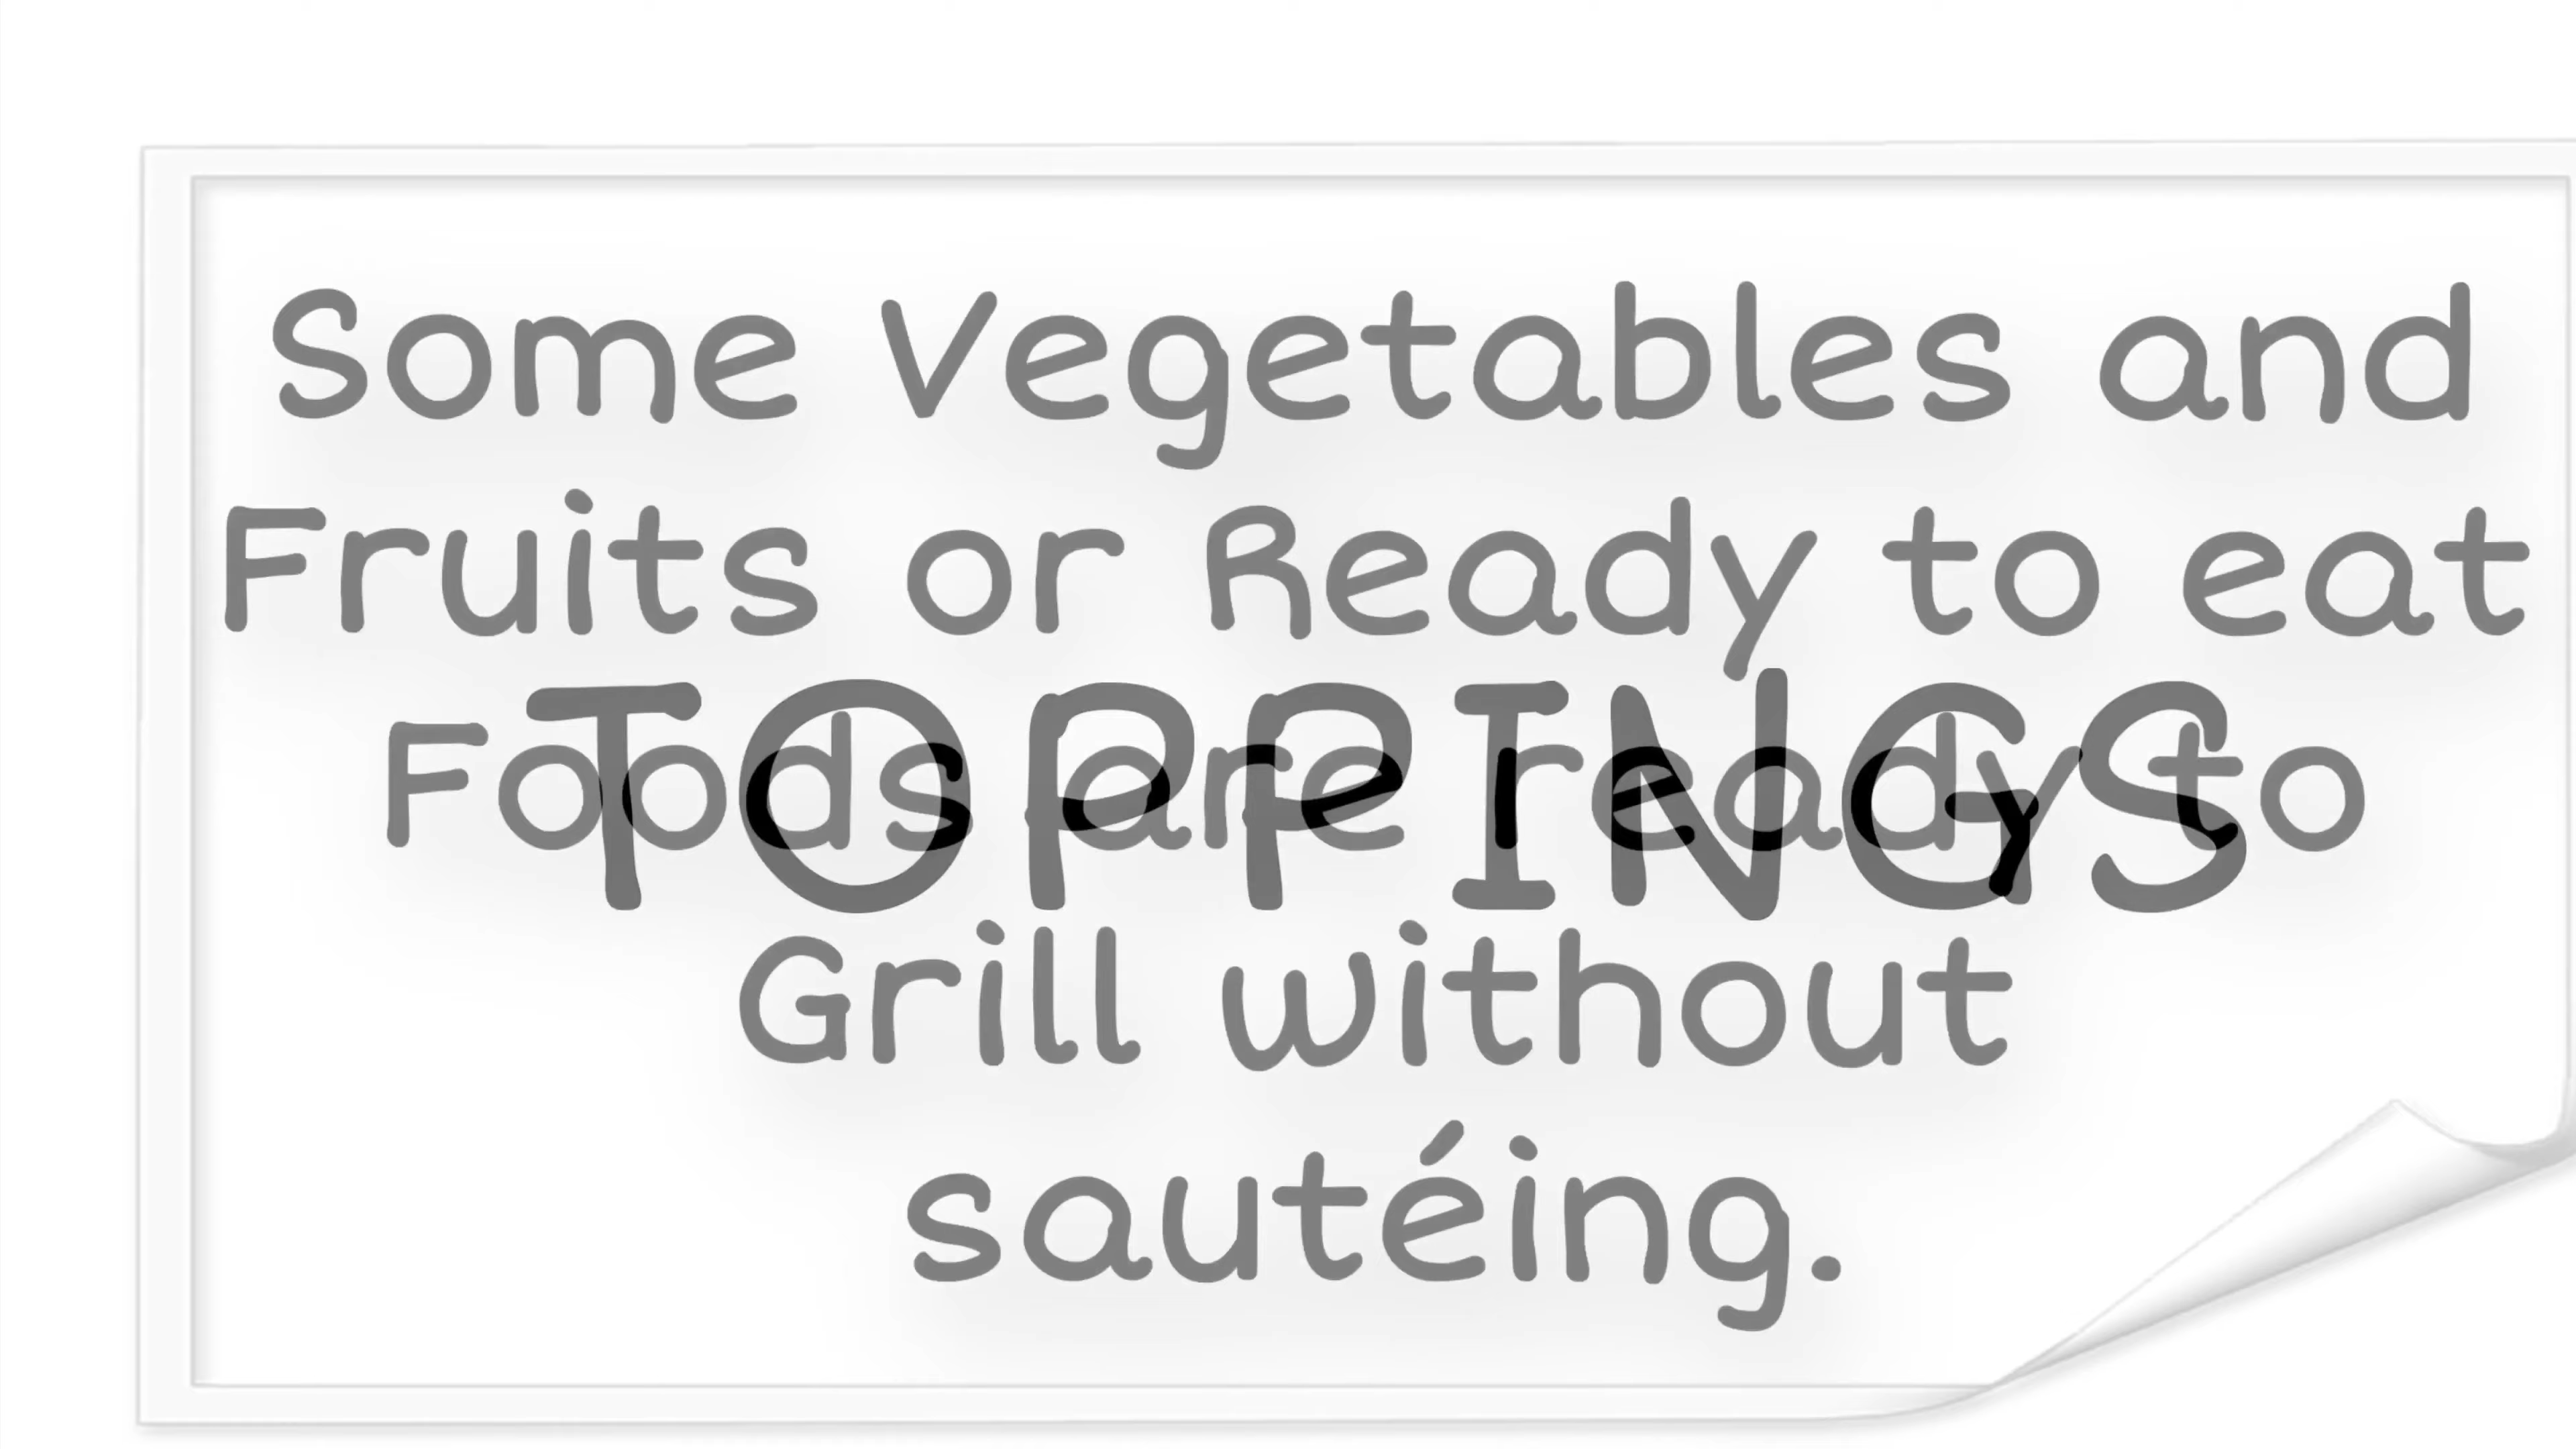 Some Vegetables and
Fruits or Ready to eat
Foods are ready to
TOPPINGS
Grill without
sautéing.